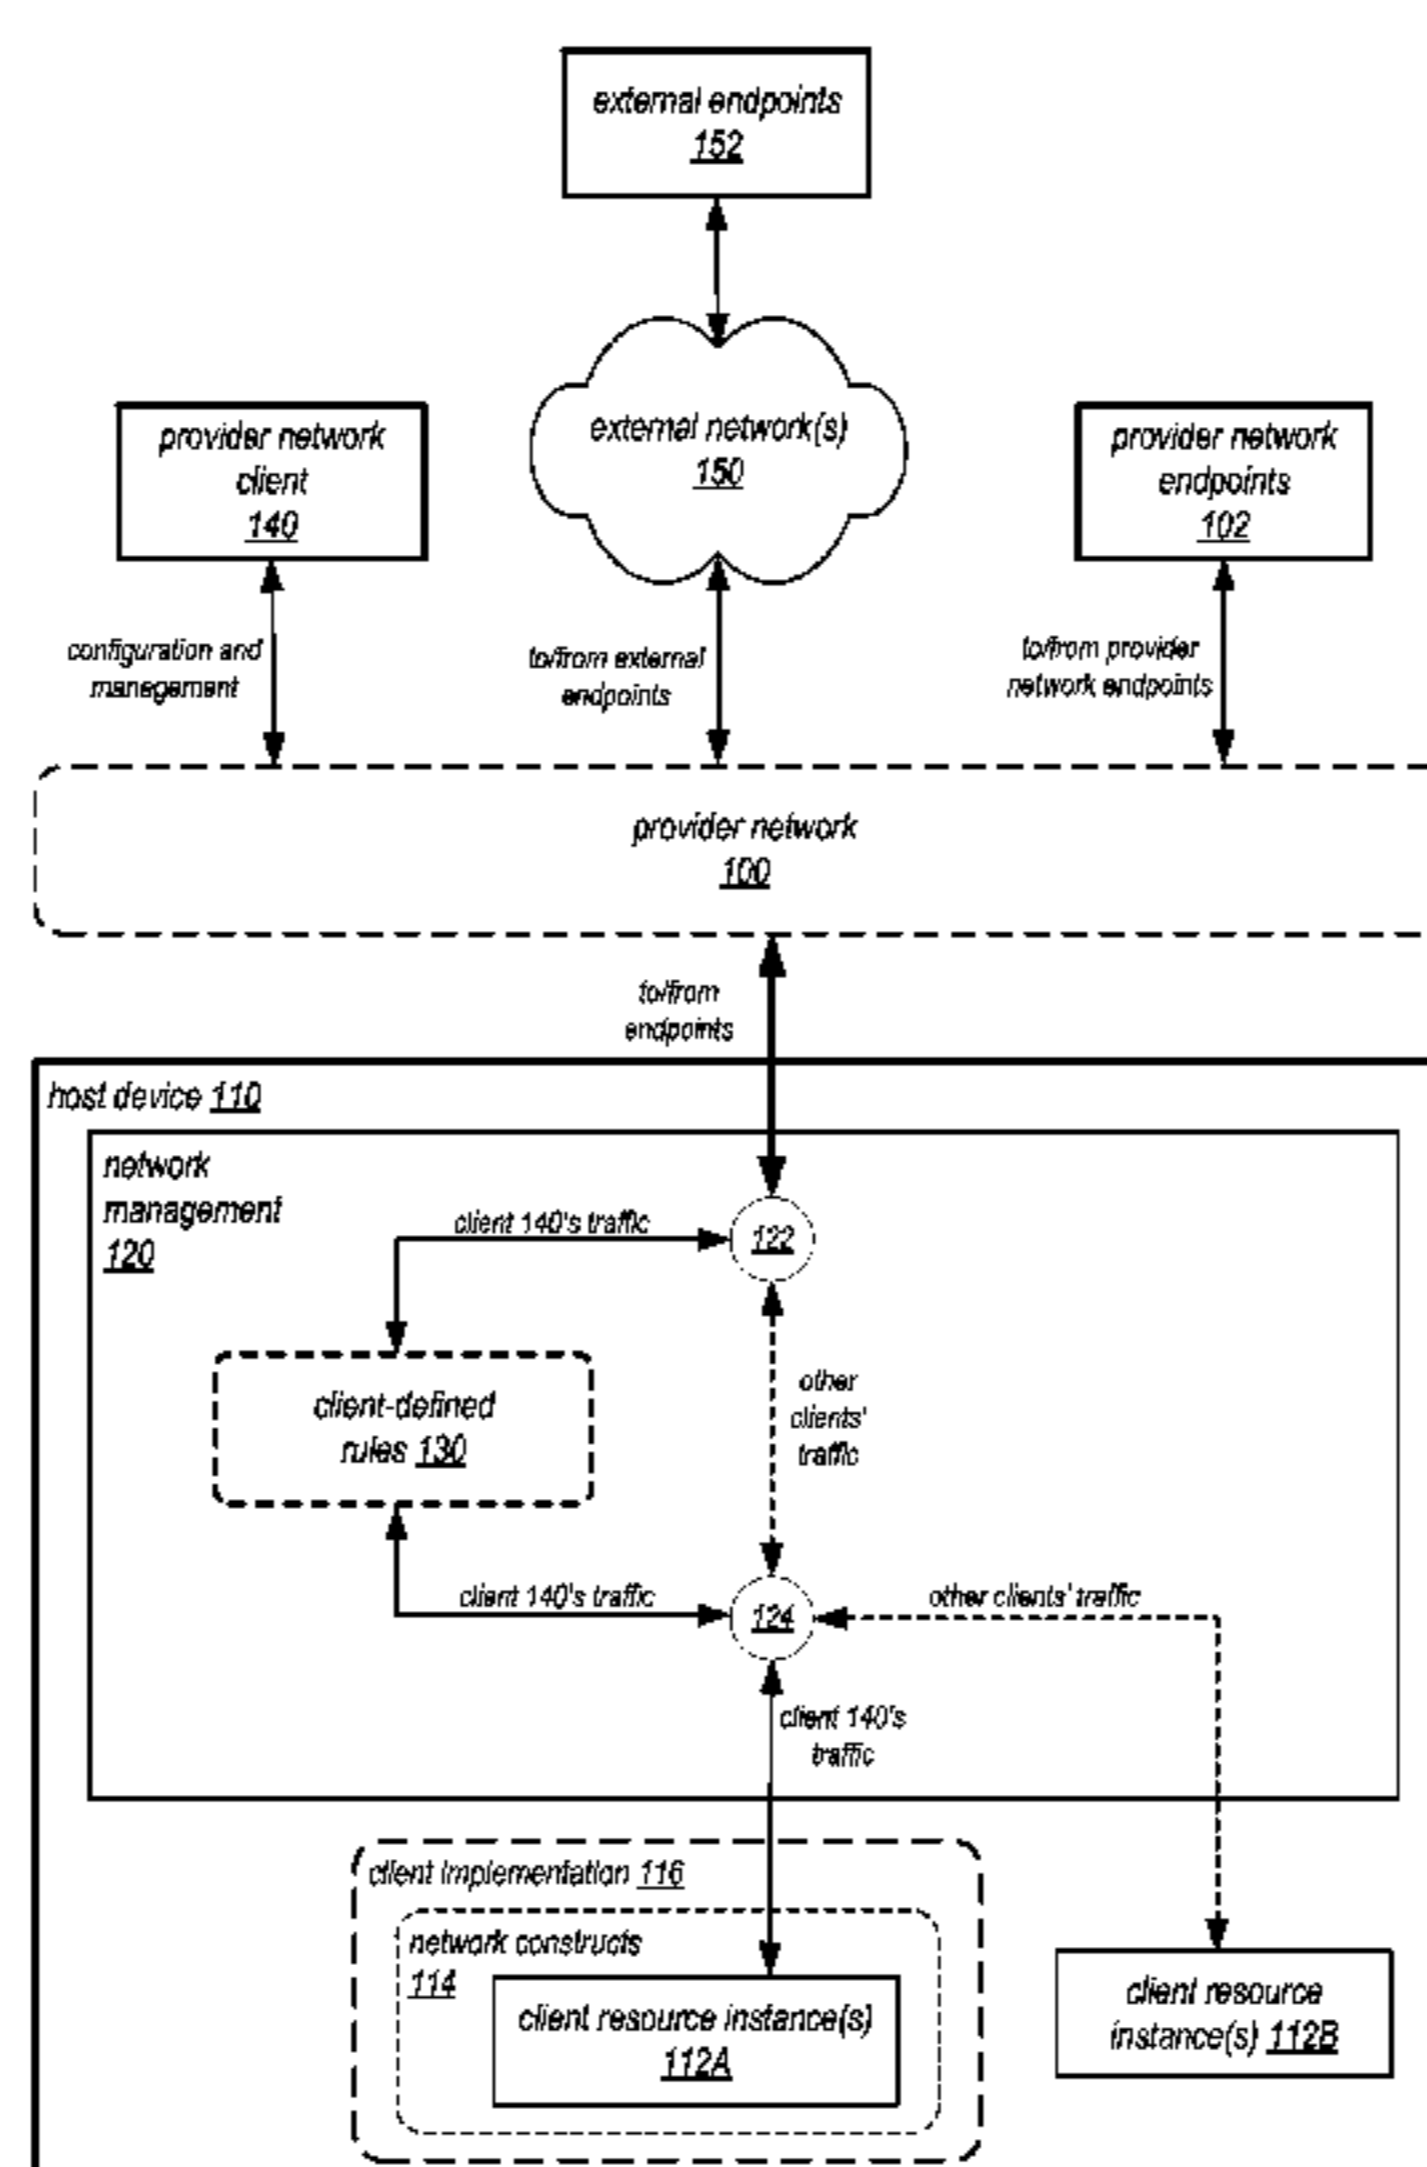 external endpoints
152
external network(s)
150
provider network
client
140
provider network
endpoints
102
configuration and
management
to/from external
endpoints
to/from provider
network endpoints
provider network
100
to/from
endpoints
host device 110
network
management
120
client 140's traffic
122
client-defined
rules 130
other
clients'
traffic
client 140's traffic
124
other clients' traffic
client 140's
traffic
client implementation 116
network constructs
114
client resource instance(s)
112A
client resource
instance(s) 112B